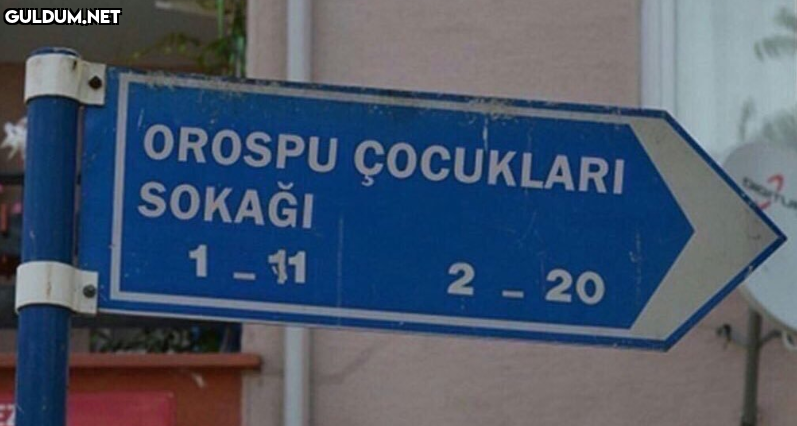 GULDUM.NET
OROSPU ÇOCUKLARI
SOKAĞI
1 - 11 2 - 20